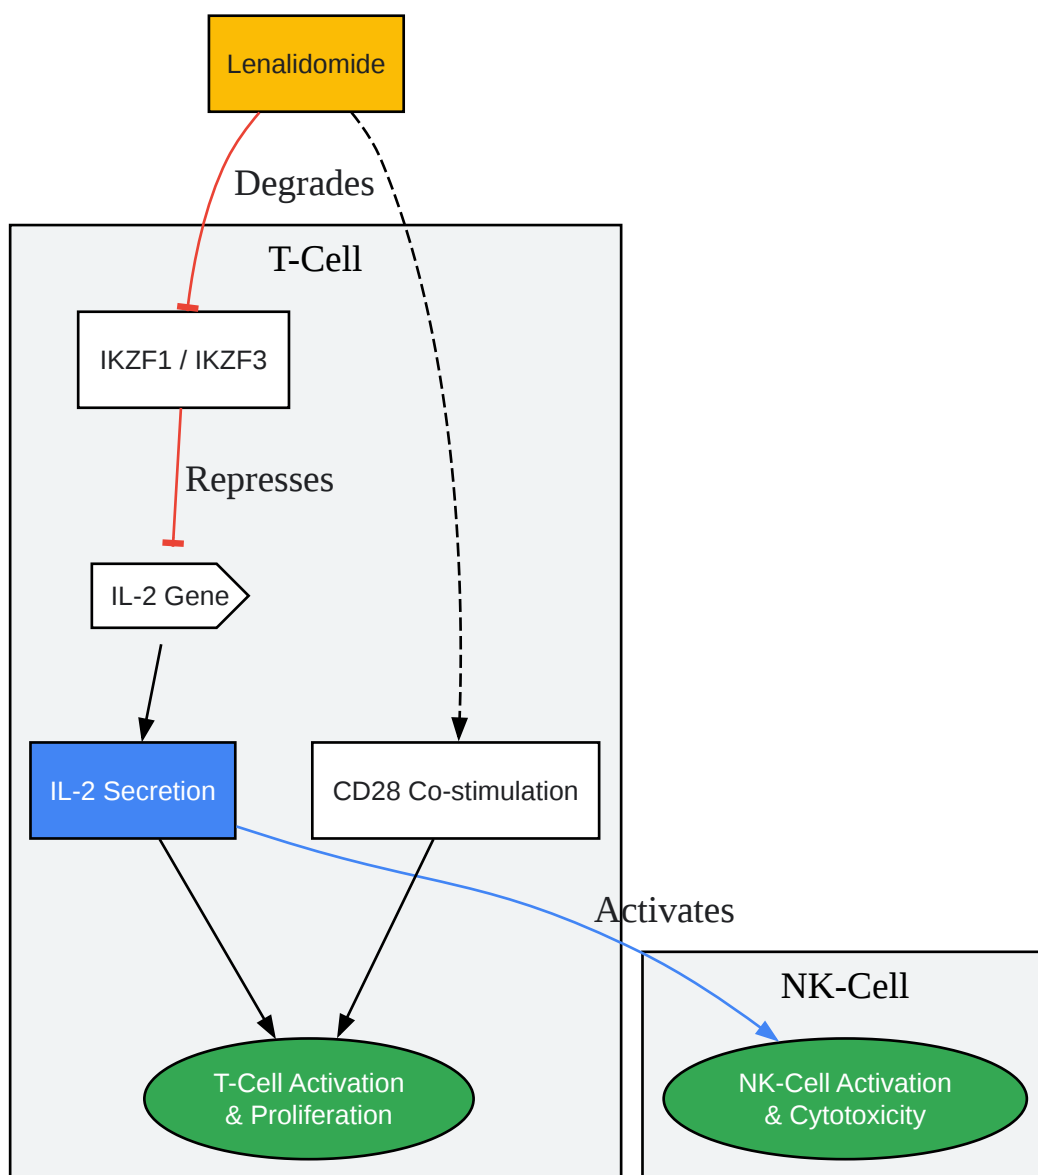 Lenalidomide
Degrades
T-Cell
IKZF1 / IKZF3
Represses
IL-2 Gene
IL-2 Secretion
CD28 Co-stimulation
Activates
NK-Cell
T-Cell Activation
& Proliferation
NK-Cell Activation
& Cytotoxicity